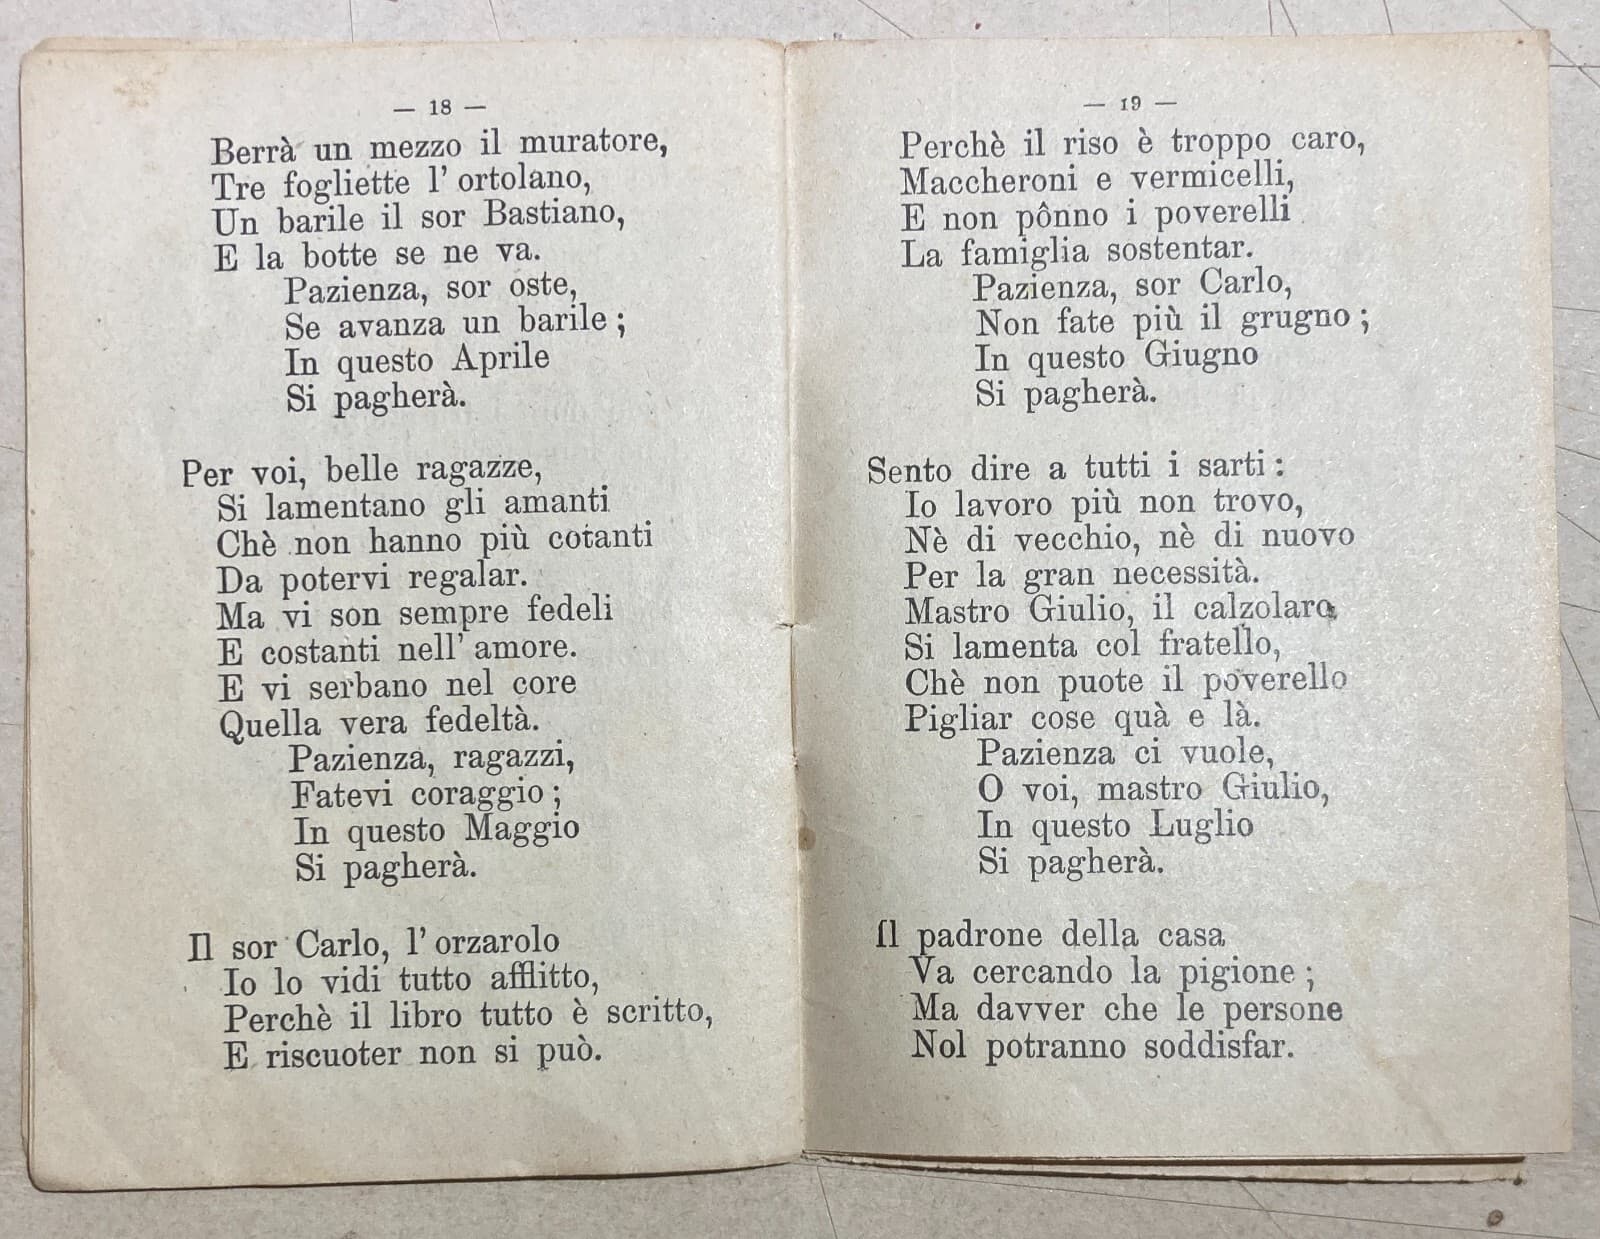 — 18 —
Berrà un mezzo il muratore,
Tre fogliette l' ortolano,
Un barile il sor Bastiano,
E la botte se ne va.
Pazienza, sor oste,
Se avanza un barile ;
In questo Aprile
Si pagherà.
Per voi, belle ragazze,
Si lamentano gli amanti
Chè non hanno più cotanti
Da potervi regalar.
Ma vi son sempre fedeli
E costanti nell' amore.
E vi serbano nel core
Quella vera fedeltà.
Pazienza, ragazzi,
Fatevi coraggio ;
In questo Maggio
Si pagherà.
Il sor Carlo, l' orzarolo
Io lo vidi tutto afflitto,
Perchè il libro tutto è scritto,
E riscuoter non si può.
— 19 —
Perchè il riso è troppo caro,
Maccheroni e vermicelli,
E non pônno i poverelli
La famiglia sostentar.
Pazienza, sor Carlo,
Non fate più il grugno ;
In questo Giugno
Si pagherà.
Sento dire a tutti i sarti :
Io lavoro più non trovo,
Nè di vecchio, nè di nuovo
Per la gran necessità.
Mastro Giulio, il calzolaro
Si lamenta col fratello,
Chè non puote il poverello
Pigliar cose quà e là.
Pazienza ci vuole,
O voi, mastro Giulio,
In questo Luglio
Si pagherà.
Il padrone della casa
Va cercando la pigione ;
Ma davver che le persone
Nol potranno soddisfar.